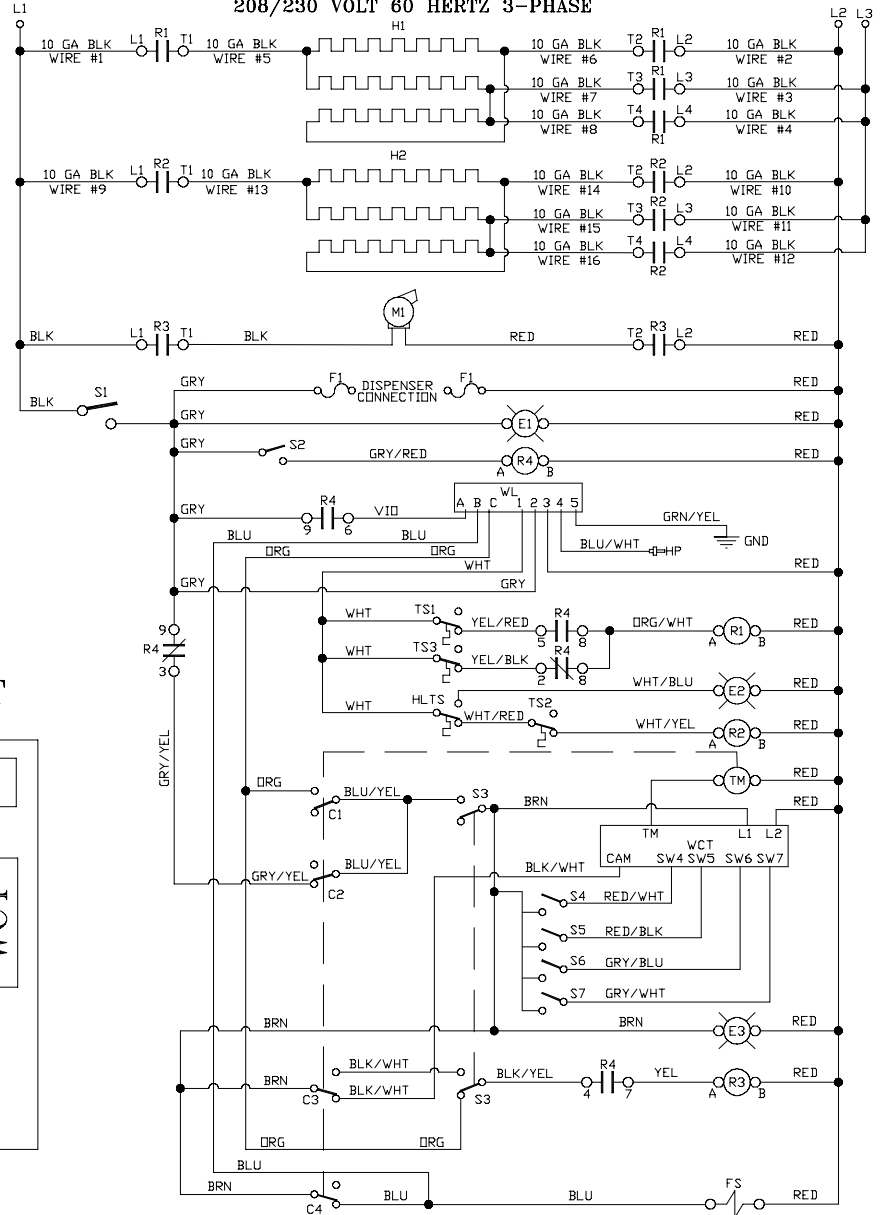 208/230 VOLT 60 HERTZ 3-PHASE
L1 L2 L3
H1
10 GA BLK L1 R1 T1 10 GA BLK 10 GA BLK T2 R1 L2 10 GA BLK
WIRE #1 WIRE #5 WIRE #6 WIRE #2
10 GA BLK T3 R1 L3 10 GA BLK
WIRE #7 WIRE #3
10 GA BLK T4 L4 10 GA BLK
WIRE #8 R1 WIRE #4
H2
10 GA BLK L1 R2 T1 10 GA BLK 10 GA BLK T2 R2 L2 10 GA BLK
WIRE #9 WIRE #13 WIRE #14 WIRE #10
10 GA BLK T3 R2 L3 10 GA BLK
WIRE #15 WIRE #11
10 GA BLK T4 L4 10 GA BLK
WIRE #16 R2 WIRE #12
M1
BLK L1 R3 T1 BLK RED T2 R3 L2 RED
GRY F1 DISPENSER F1 RED
CONNECTION
BLK S1
GRY E1 RED
GRY S2 GRY/RED A R4 B RED
WL
A B C 1 2 3 4 5
GRY R4 VIO GRN/YEL
9 6
BLU BLU GND
ORG ORG BLU/WHT HP
WHT RED
GRY GRY
WHT TS1 YEL/RED R4 ORG/WHT R1 RED
5 8 A B
9
R4
3
WHT TS3 YEL/BLK R4
2 8
WHT/BLU E2 RED
WHT HLTS WHT/RED TS2 WHT/YEL R2 RED
A B
GRY/YEL
TM RED
ORG BLU/YEL S3 BRN RED
C1
TM L1 L2
WCT
CAM SW4 SW5 SW6 SW7
BLU/YEL
GRY/YEL BLK/WHT
C2
S4 RED/WHT
S5 RED/BLK
S6 GRY/BLU
S7 GRY/WHT
WCT
BRN BRN E3 RED
BLK/WHT
BRN BLK/WHT BLK/YEL R4 YEL R3 RED
C3 S3 4 7 A B
ORG ORG
BLU
BRN BLU BLU FS RED
C4